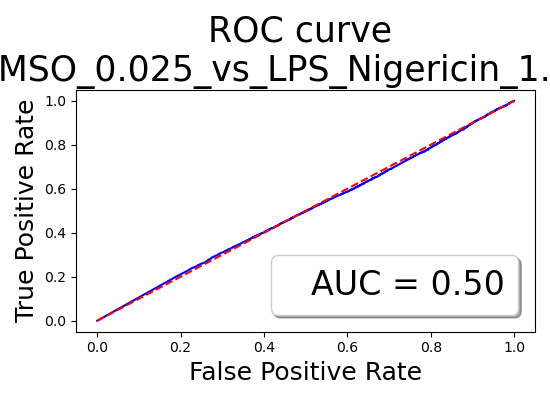 ROC curve
MSO_0.025_vs_LPS_Nigericin_1.
1.0
0.8
0.6
0.4
0.2
0.0
True Positive Rate
AUC = 0.50
0.0 0.2 0.4 0.6 0.8 1.0
False Positive Rate